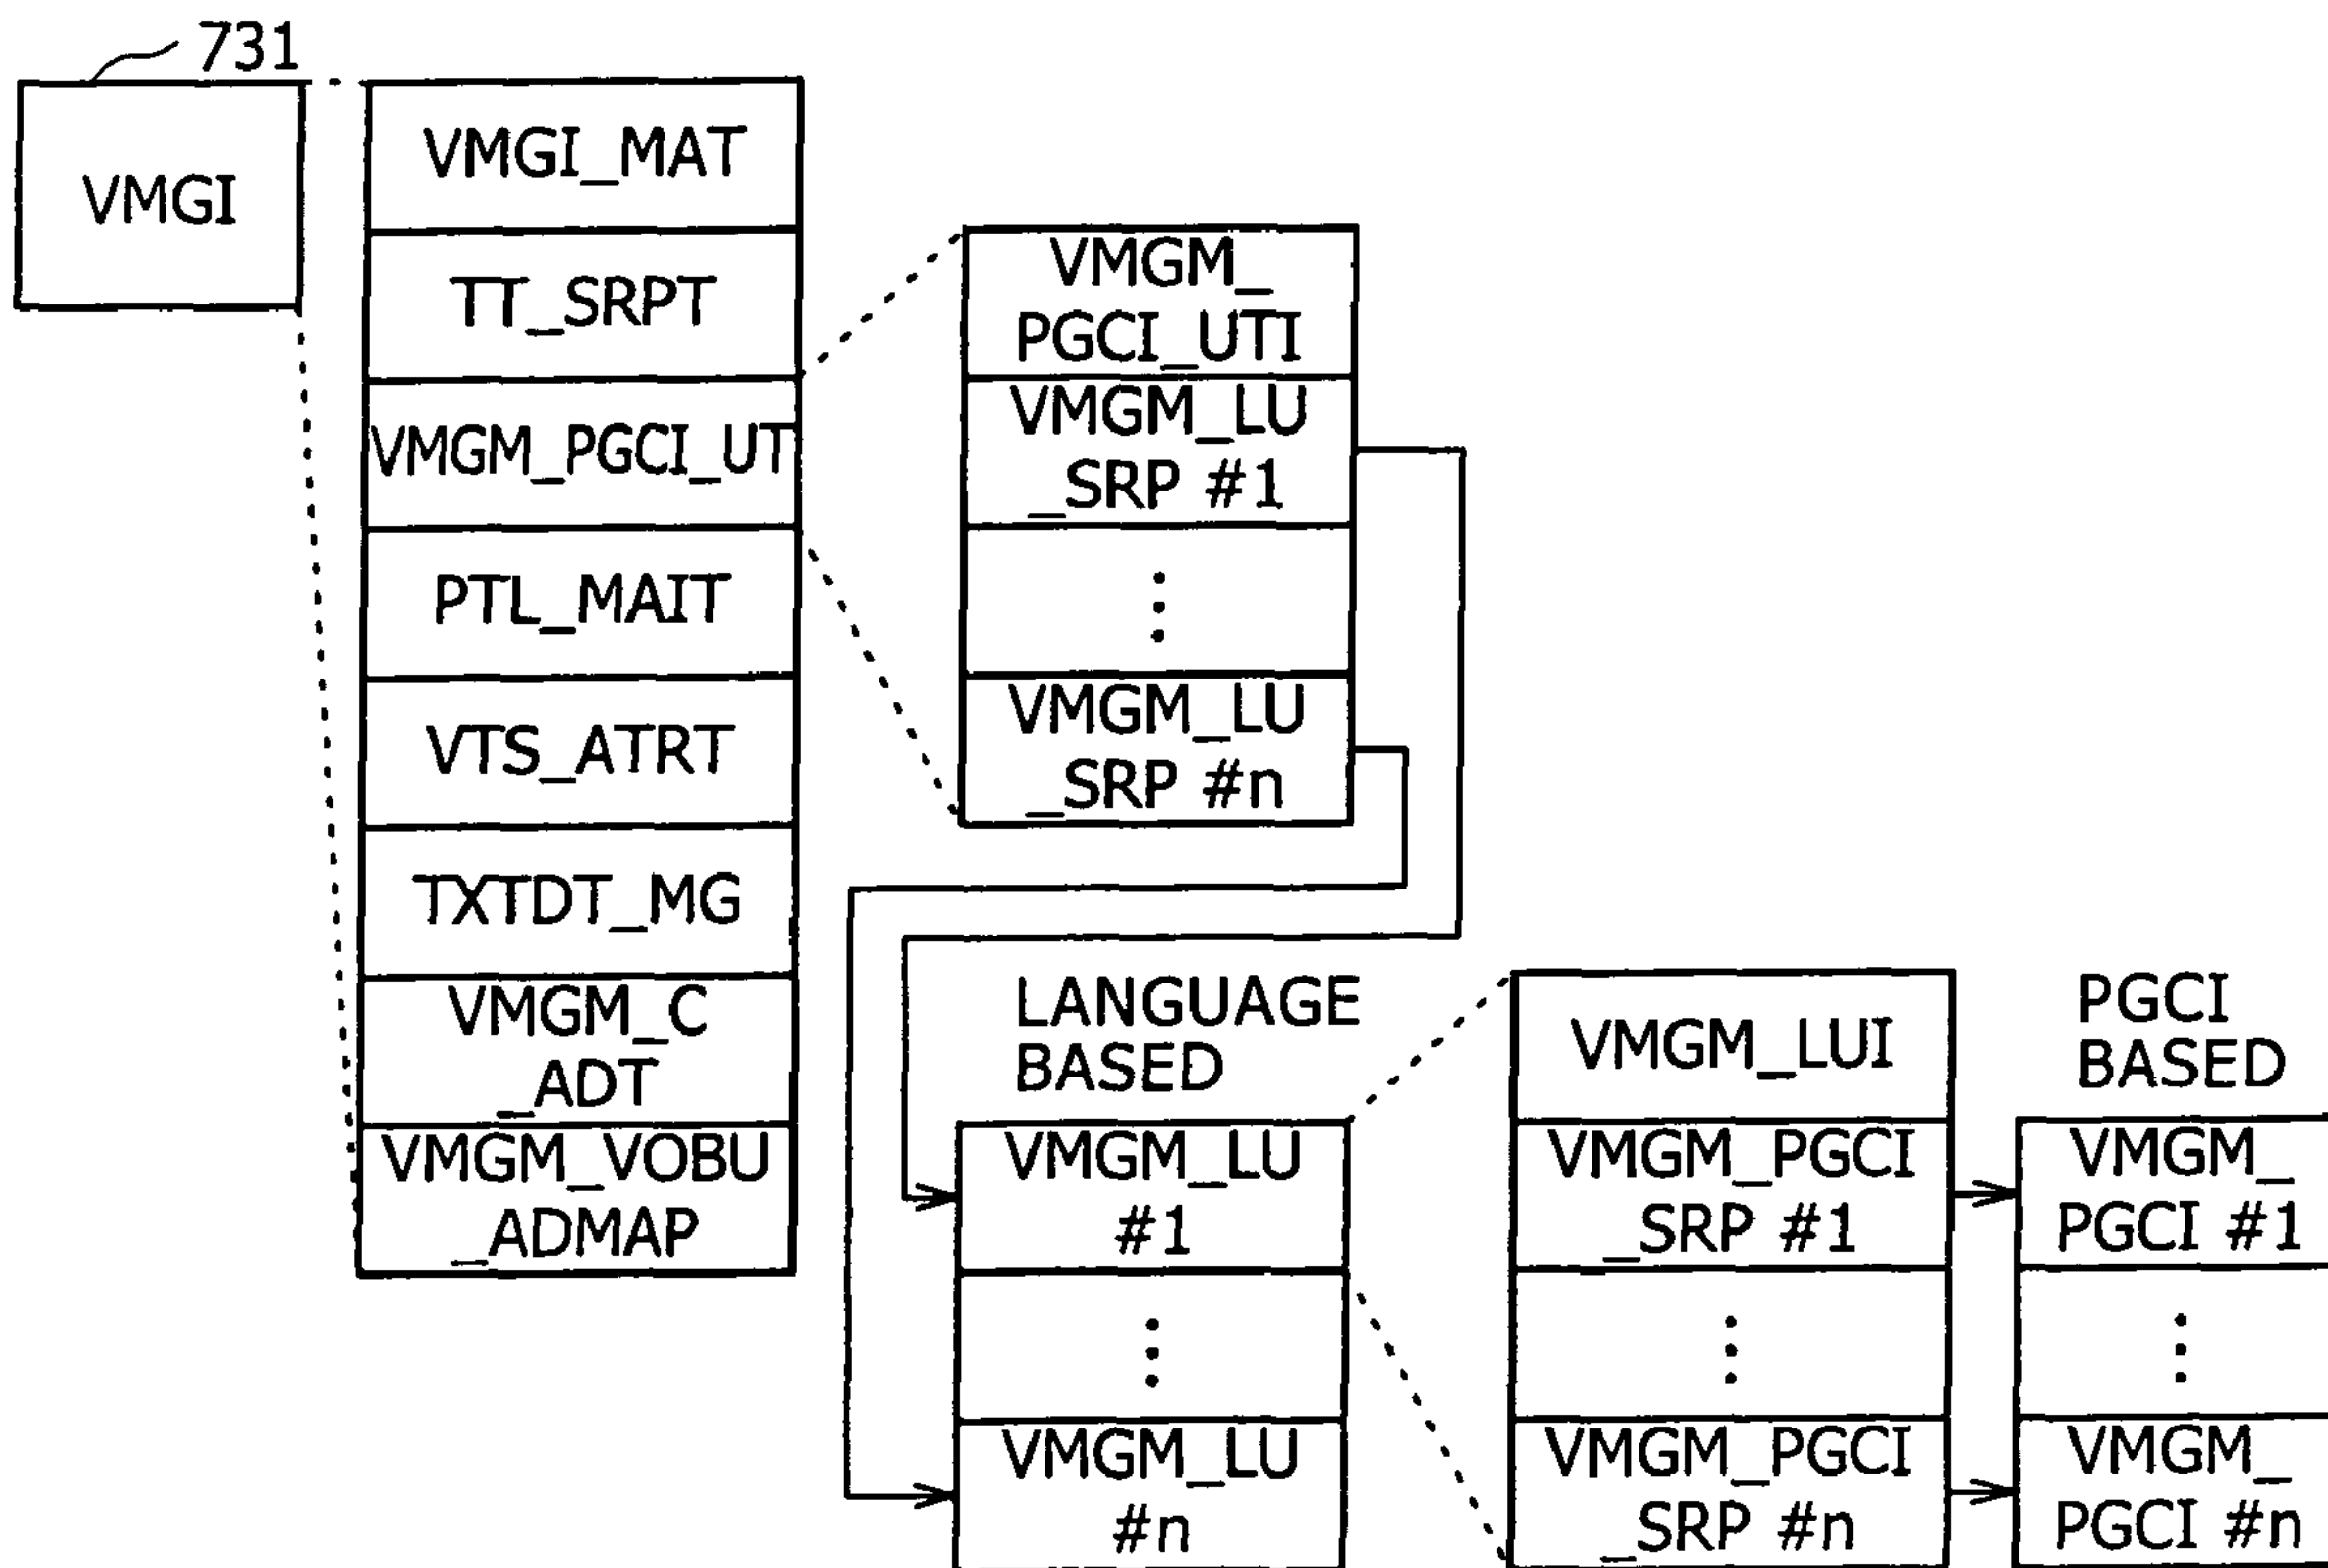 731
VMGI
VMGI_MAT
TT_SRPT
VMGM_PGCI_UT
PTL_MAIT
VTS_ATRT
TXTDT_MG
VMGM_C
_ADT
VMGM_VOBU
_ADMAP
VMGM_
PGCI_UTI
VMGM_LU
_SRP #1
VMGM_LU
_SRP #n
LANGUAGE
BASED
VMGM_LU
#1
VMGM_LU
#n
VMGM_LUI
VMGM_PGCI
_SRP #1
VMGM_PGCI
_SRP #n
PGCI
BASED
VMGM_
PGCI #1
VMGM_
PGCI #n